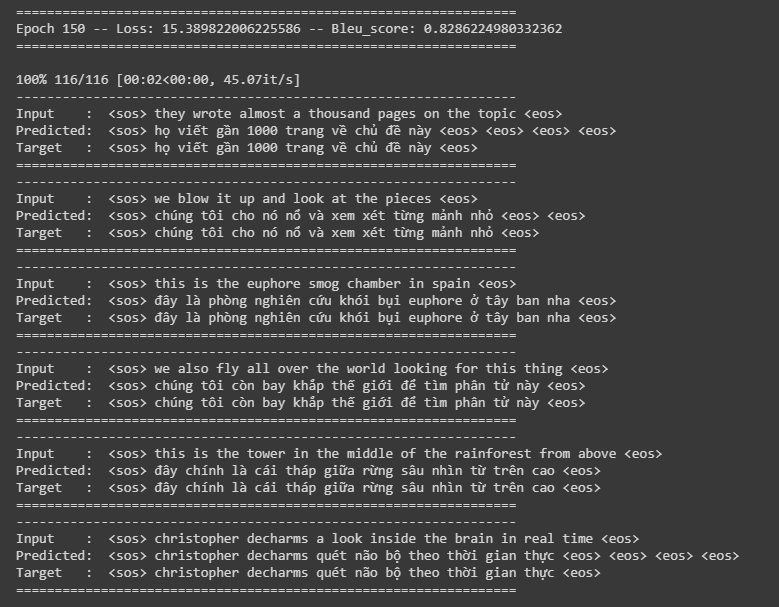 =================================================================
Epoch 150 -- Loss: 15.389822006225586 -- Bleu_score: 0.8286224980332362
=================================================================
100% 116/116 [00:02<00:00, 45.07it/s]
-----------------------------------------------------------------
Input    :  <sos> they wrote almost a thousand pages on the topic <eos>
Predicted:  <sos> họ viết gần 1000 trang về chủ đề này <eos> <eos> <eos> <eos>
Target   :  <sos> họ viết gần 1000 trang về chủ đề này <eos>
=================================================================
-----------------------------------------------------------------
Input    :  <sos> we blow it up and look at the pieces <eos>
Predicted:  <sos> chúng tôi cho nó nổ và xem xét từng mảnh nhỏ <eos> <eos>
Target   :  <sos> chúng tôi cho nó nổ và xem xét từng mảnh nhỏ <eos>
=================================================================
-----------------------------------------------------------------
Input    :  <sos> this is the euphore smog chamber in spain <eos>
Predicted:  <sos> đây là phòng nghiên cứu khói bụi euphore ở tây ban nha <eos>
Target   :  <sos> đây là phòng nghiên cứu khói bụi euphore ở tây ban nha <eos>
=================================================================
-----------------------------------------------------------------
Input    :  <sos> we also fly all over the world looking for this thing <eos>
Predicted:  <sos> chúng tôi còn bay khắp thế giới để tìm phân tử này <eos>
Target   :  <sos> chúng tôi còn bay khắp thế giới để tìm phân tử này <eos>
=================================================================
-----------------------------------------------------------------
Input    :  <sos> this is the tower in the middle of the rainforest from above <eos>
Predicted:  <sos> đây chính là cái tháp giữa rừng sâu nhìn từ trên cao <eos>
Target   :  <sos> đây chính là cái tháp giữa rừng sâu nhìn từ trên cao <eos>
=================================================================
-----------------------------------------------------------------
Input    :  <sos> christopher decharms a look inside the brain in real time <eos>
Predicted:  <sos> christopher decharms quét não bộ theo thời gian thực <eos> <eos> <eos> <eos>
Target   :  <sos> christopher decharms quét não bộ theo thời gian thực <eos>
=================================================================